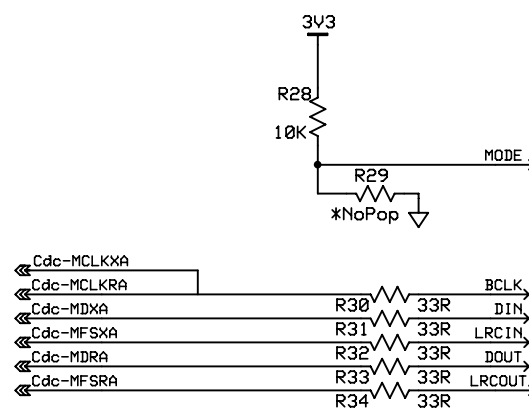 3V3
R28
10K
MODE
R29
*NoPop
Cdc-MCLKXA
Cdc-MCLKRA
BCLK
R30 33R
Cdc-MDXA
DIN
R31 33R
Cdc-MFSXA
LRCIN
R32 33R
Cdc-MDRA
DOUT
R33 33R
Cdc-MFSRA
LRCOUT
R34 33R